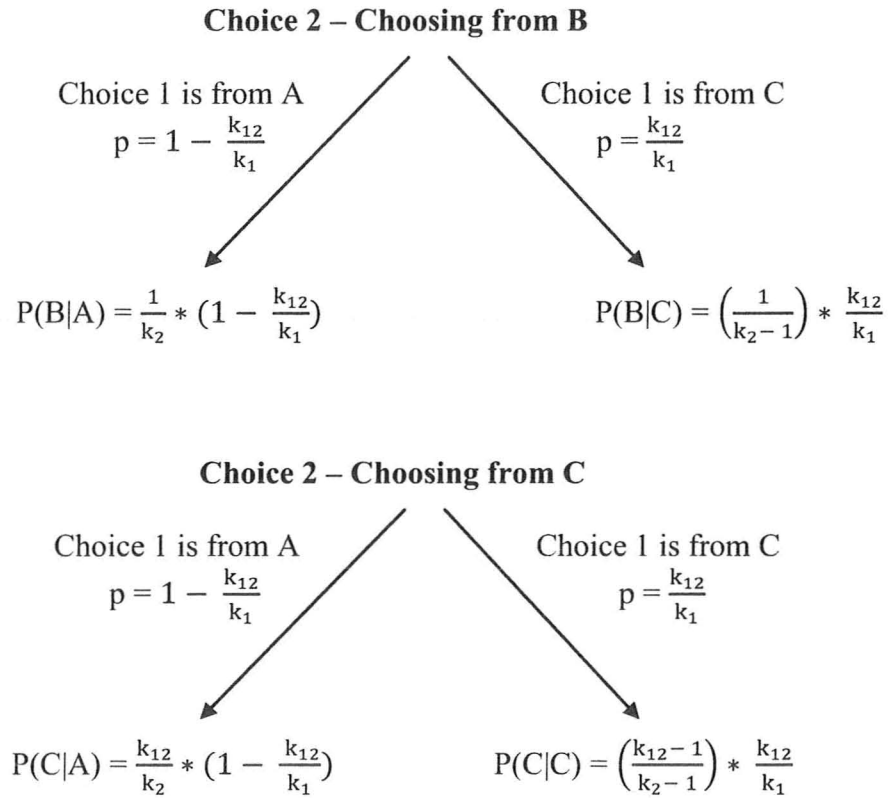 Choice 2 – Choosing from B
Choice 1 is from A
p = 1 − k₁₂/k₁
Choice 1 is from C
p = k₁₂/k₁
P(B|A) = 1/k₂ * (1 − k₁₂/k₁)
P(B|C) = (1/(k₂− 1)) * k₁₂/k₁
Choice 2 – Choosing from C
Choice 1 is from A
p = 1 − k₁₂/k₁
Choice 1 is from C
p = k₁₂/k₁
P(C|A) = k₁₂/k₂ * (1 − k₁₂/k₁)
P(C|C) = ((k₁₂− 1)/(k₂− 1)) * k₁₂/k₁